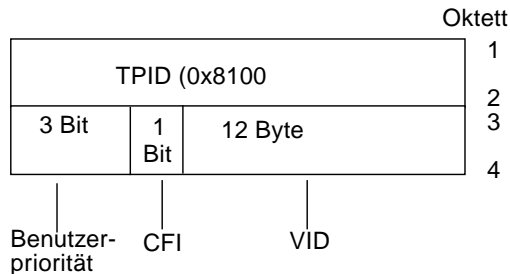 Oktett
1
TPID (0x8100
2
3 Bit
1
Bit
12 Byte
3
4
Benutzer-
priorität
CFI
VID